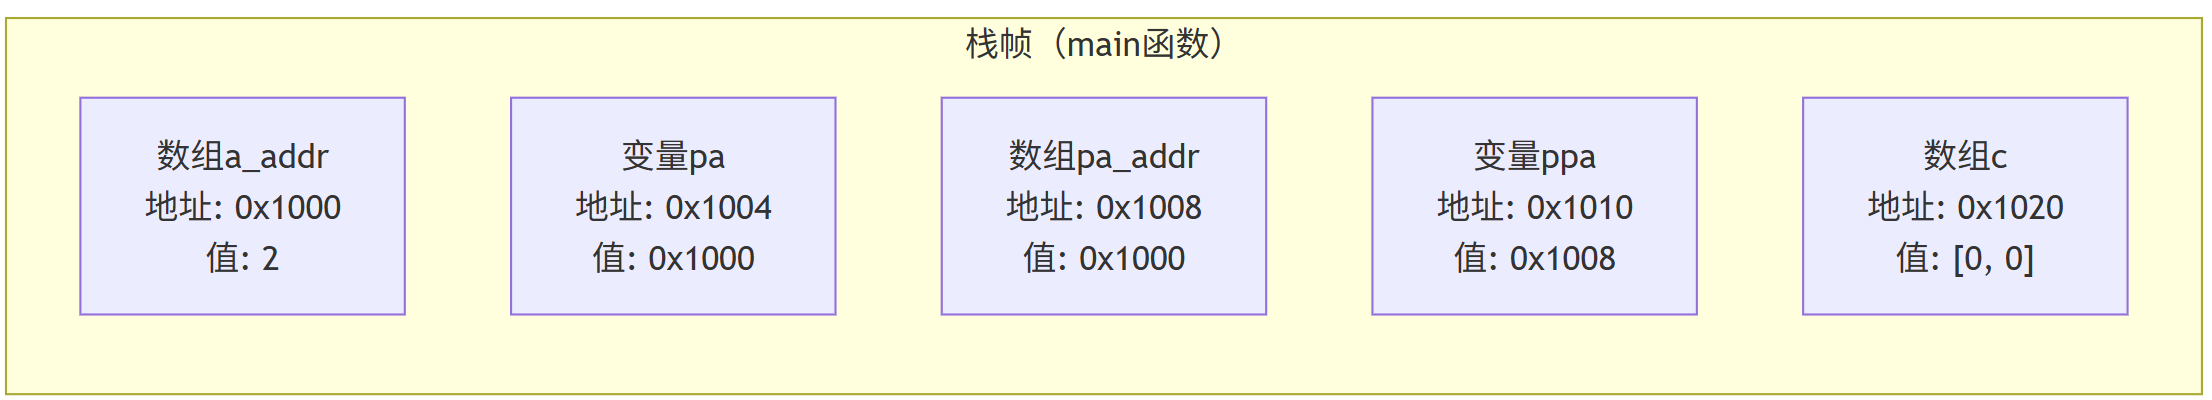 栈帧（main函数）
数组a_addr
地址: 0x1000
值: 2
变量pa
地址: 0x1004
值: 0x1000
数组pa_addr
地址: 0x1008
值: 0x1000
变量ppa
地址: 0x1010
值: 0x1008
数组c
地址: 0x1020
值: [0, 0]